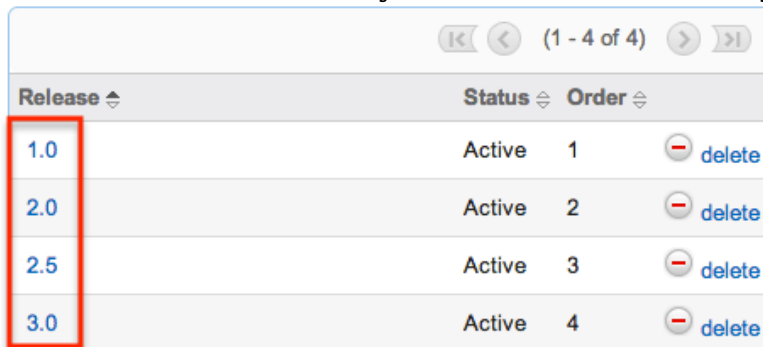 (1 - 4 of 4)
Release Status Order
1.0 Active 1 delete
2.0 Active 2 delete
2.5 Active 3 delete
3.0 Active 4 delete